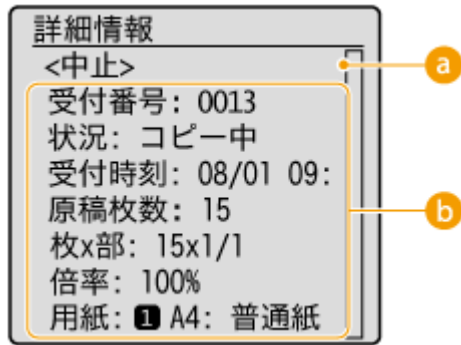 詳細情報
<中止>
a
受付番号: 0013
状況: コピー中
受付時刻: 08/01 09:
原稿枚数: 15
b
枚x部: 15x1/1
倍率: 100%
用紙: 1 A4: 普通紙